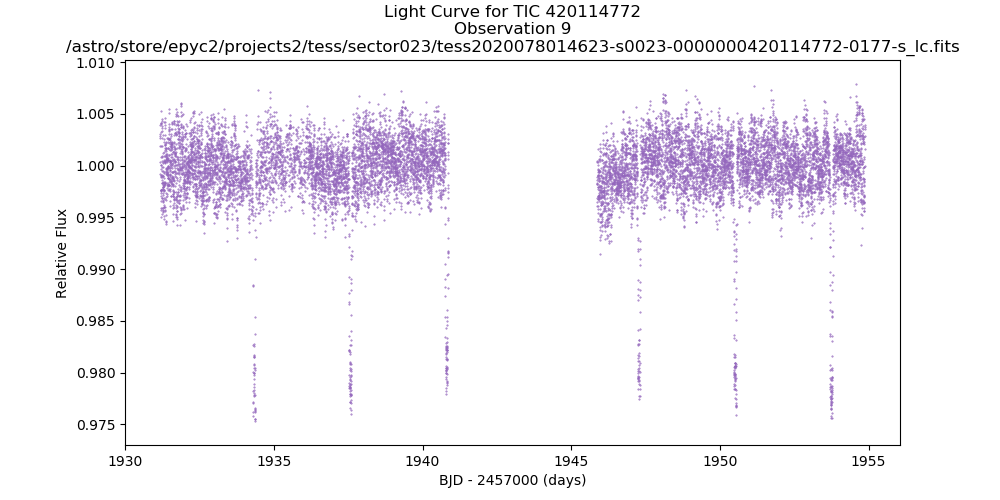 Light Curve for TIC 420114772
Observation 9
/astro/store/epyc2/projects2/tess/sector023/tess2020078014623-s0023-0000000420114772-0177-s_lc.fits
1.010
1.005
1.000
0.995
0.990
0.985
0.980
0.975
Relative Flux
1930
1935
1940
1945
1950
1955
BJD - 2457000 (days)